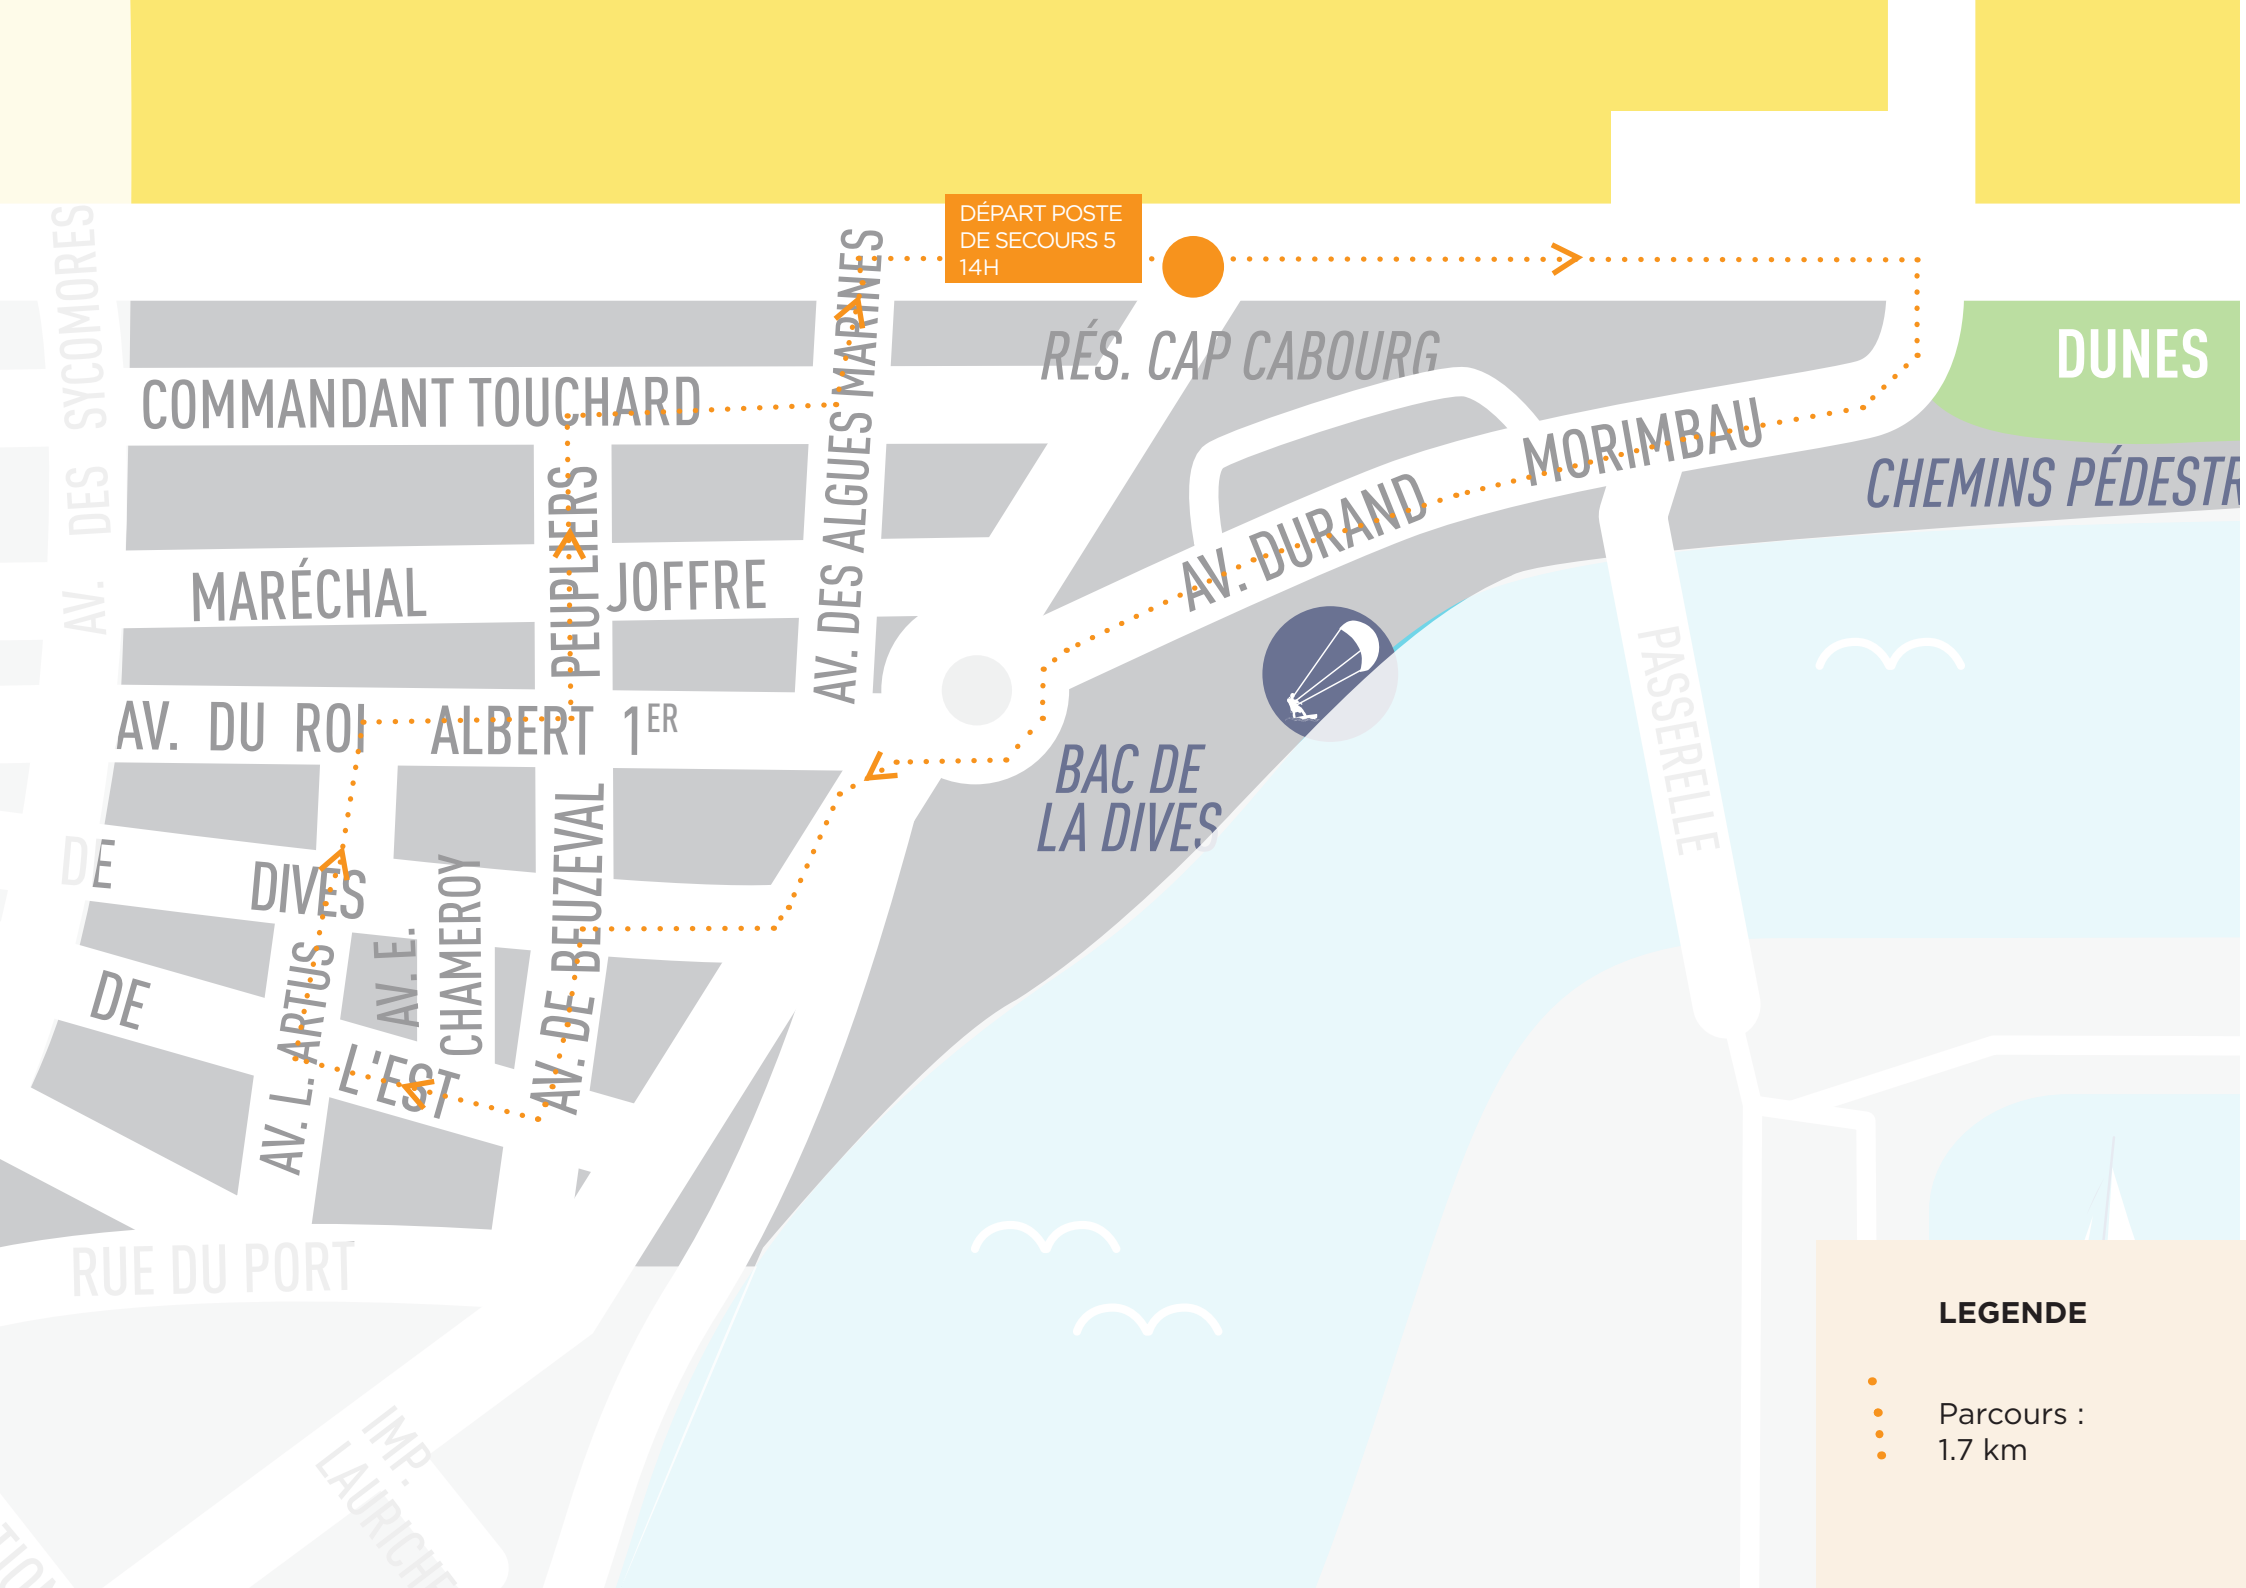 DÉPART POSTE
DE SECOURS 5
14H
AV. DES SYCOMORES
COMMANDANT TOUCHARD
AV. DES ALGUES MARINES
RÉS. CAP CABOURG
DUNES
AV. DURAND MORIMBAU
CHEMINS PÉDESTR
PEUPLIERS
MARÉCHAL JOFFRE
PASSERELLE
AV. DU ROI ALBERT 1ER
BAC DE
LA DIVES
DE DIVES
AV. DE BEUZEVAL
AV. E.
CHAMEROY
AV. L. ARTUS
DE L'EST
RUE DU PORT
IMP.
LAURICHE
TION
LEGENDE
Parcours :
1.7 km